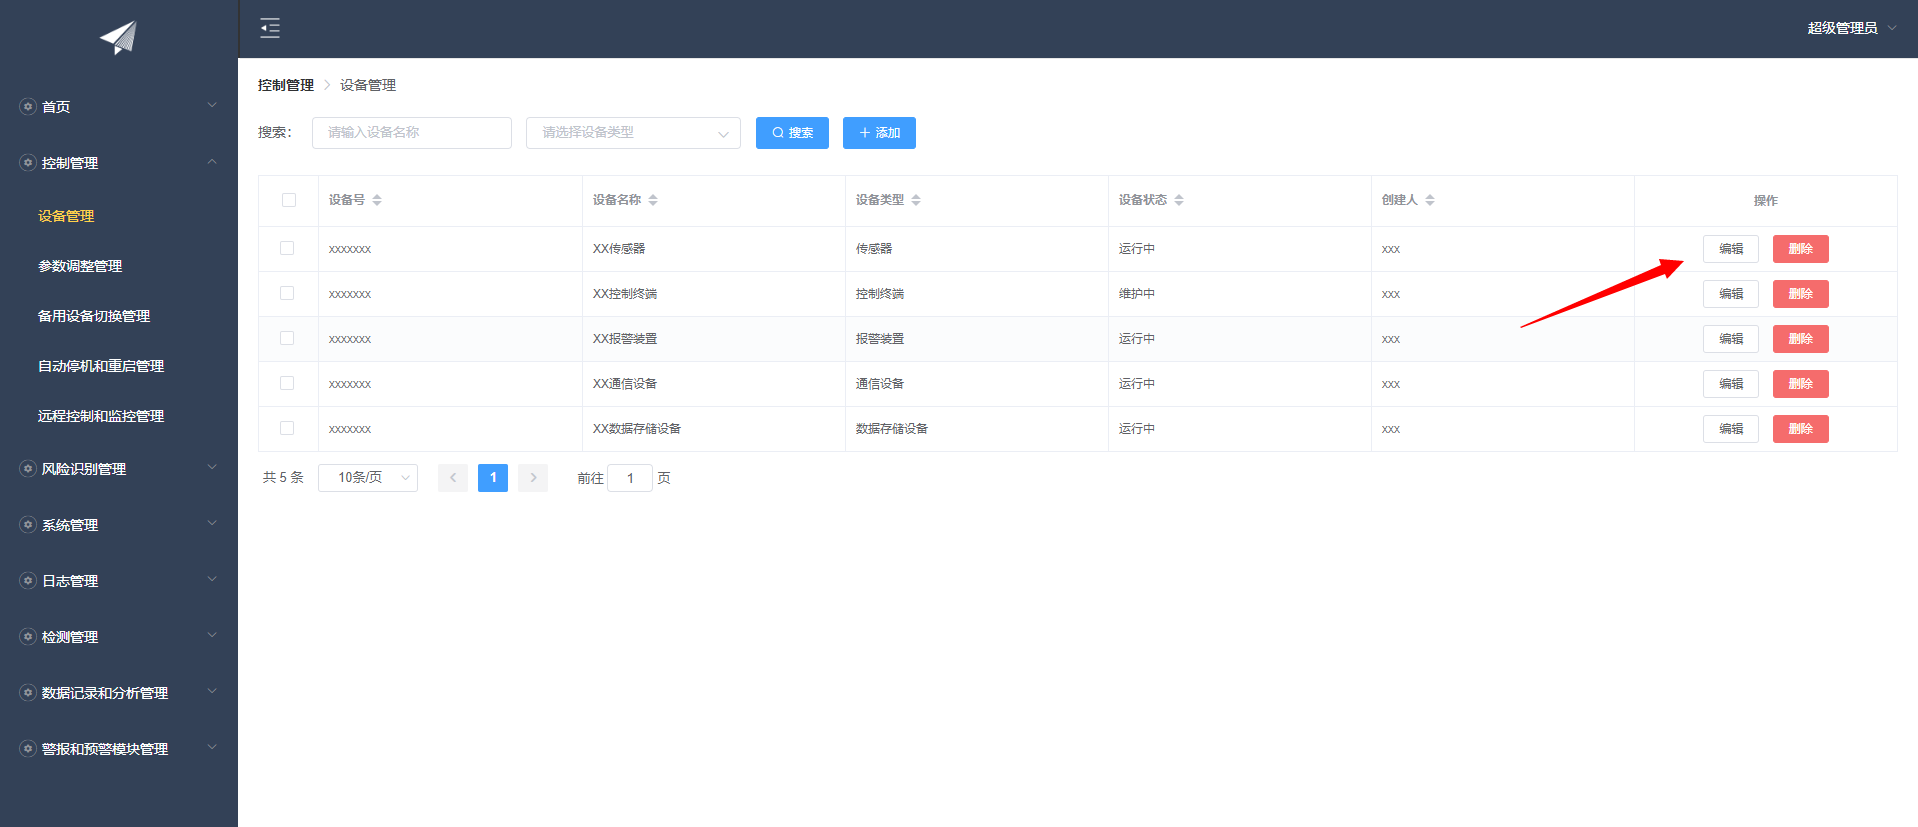 超级管理员
首页
控制管理
设备管理
参数调整管理
备用设备切换管理
自动停机和重启管理
远程控制和监控管理
风险识别管理
系统管理
日志管理
检测管理
数据记录和分析管理
警报和预警模块管理
控制管理 > 设备管理
搜索: 请输入设备名称 请选择设备类型 搜索 + 添加
设备号 设备名称 设备类型 设备状态 创建人 操作
xxxxxxx XX传感器 传感器 运行中 xxx 编辑 删除
xxxxxxx XX控制终端 控制终端 维护中 xxx 编辑 删除
xxxxxxx XX报警装置 报警装置 运行中 xxx 编辑 删除
xxxxxxx XX通信设备 通信设备 运行中 xxx 编辑 删除
xxxxxxx XX数据存储设备 数据存储设备 运行中 xxx 编辑 删除
共 5 条 10条/页 < 1 > 前往 1 页